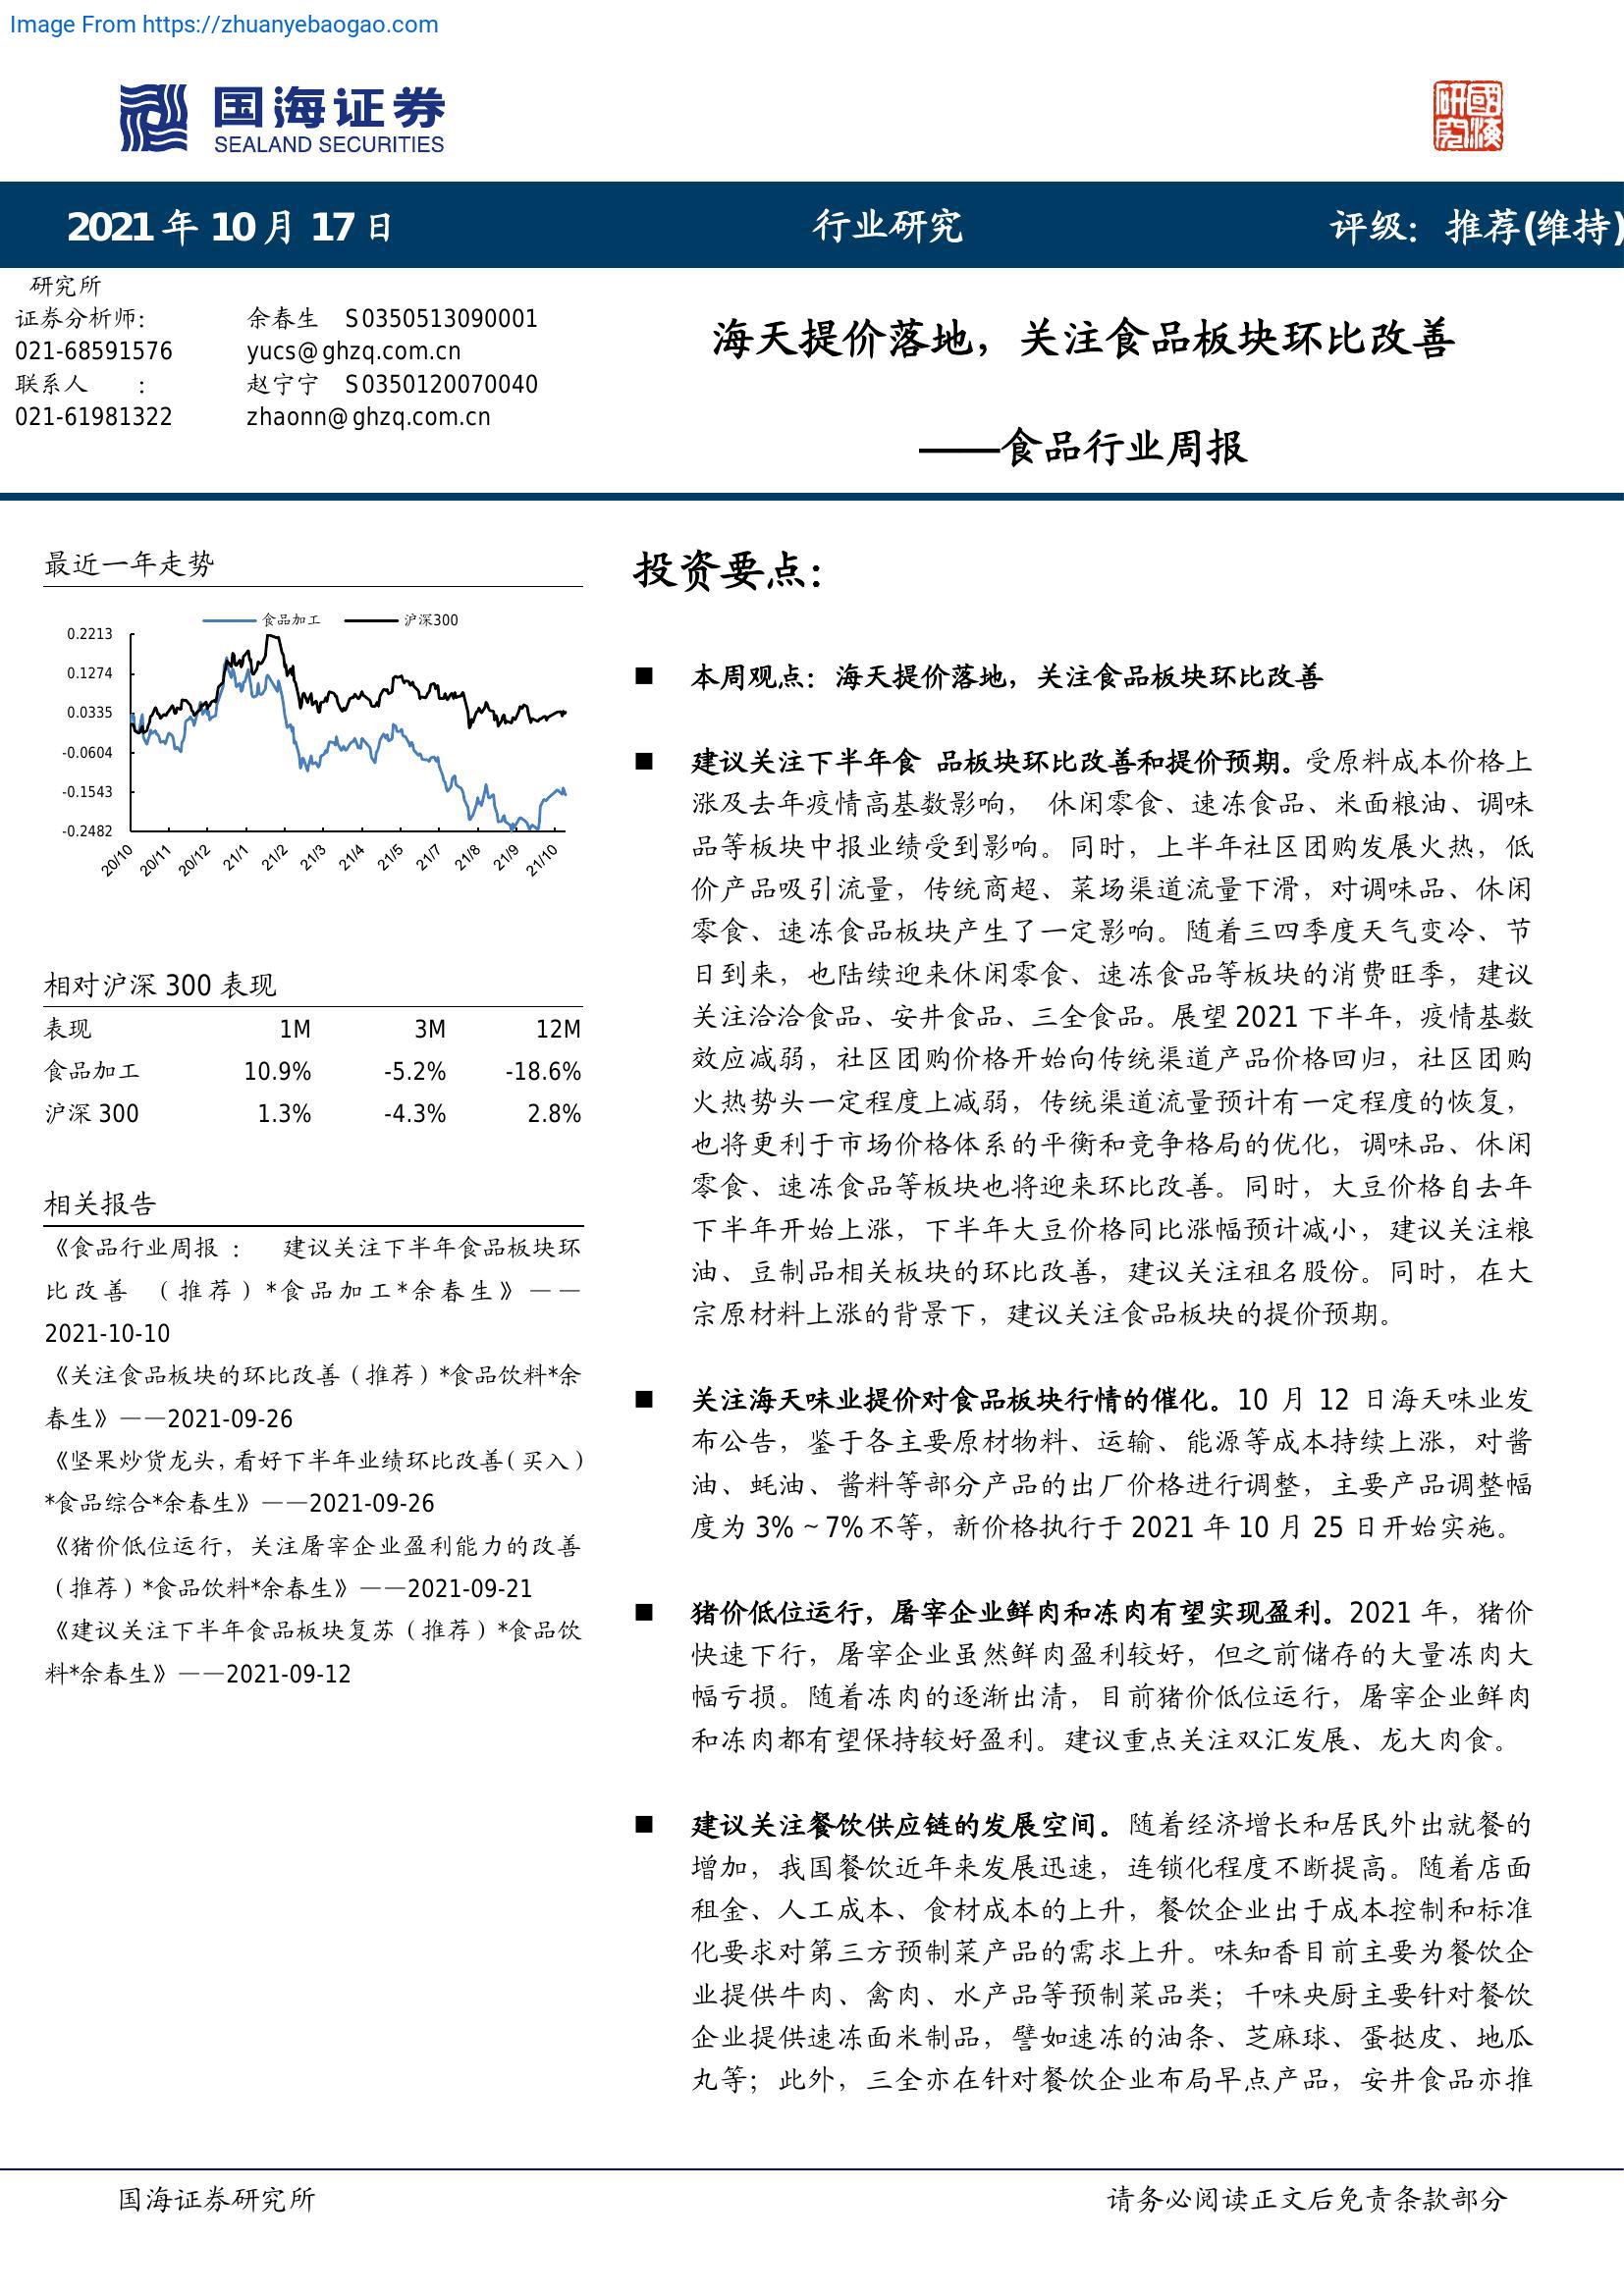 Image From https://zhuanyebaogao.com
国海证券
SEALAND SECURITIES
研國
究海
2021 年 10 月 17 日 行业研究 评级：推荐(维持)
研究所
证券分析师： 余春生 S0350513090001
021-68591576 yucs@ghzq.com.cn
联系人 ： 赵宁宁 S0350120070040
021-61981322 zhaonn@ghzq.com.cn
海天提价落地，关注食品板块环比改善
——食品行业周报
最近一年走势
食品加工 沪深300
0.2213
0.1274
0.0335
-0.0604
-0.1543
-0.2482
20/10 20/11 20/12 21/1 21/2 21/3 21/4 21/5 21/7 21/8 21/9 21/10
相对沪深 300 表现
表现 1M 3M 12M
食品加工 10.9% -5.2% -18.6%
沪深 300 1.3% -4.3% 2.8%
相关报告
《食品行业周报 ： 建议关注下半年食品板块环
比改善 （推荐）*食品加工*余春生》——
2021-10-10
《关注食品板块的环比改善（推荐）*食品饮料*余
春生》——2021-09-26
《坚果炒货龙头，看好下半年业绩环比改善（买入）
*食品综合*余春生》——2021-09-26
《猪价低位运行，关注屠宰企业盈利能力的改善
（推荐）*食品饮料*余春生》——2021-09-21
《建议关注下半年食品板块复苏（推荐）*食品饮
料*余春生》——2021-09-12
投资要点：
■ 本周观点：海天提价落地，关注食品板块环比改善
■ 建议关注下半年食 品板块环比改善和提价预期。受原料成本价格上
涨及去年疫情高基数影响， 休闲零食、速冻食品、米面粮油、调味
品等板块中报业绩受到影响。同时，上半年社区团购发展火热，低
价产品吸引流量，传统商超、菜场渠道流量下滑，对调味品、休闲
零食、速冻食品板块产生了一定影响。随着三四季度天气变冷、节
日到来，也陆续迎来休闲零食、速冻食品等板块的消费旺季，建议
关注洽洽食品、安井食品、三全食品。展望 2021 下半年，疫情基数
效应减弱，社区团购价格开始向传统渠道产品价格回归，社区团购
火热势头一定程度上减弱，传统渠道流量预计有一定程度的恢复，
也将更利于市场价格体系的平衡和竞争格局的优化，调味品、休闲
零食、速冻食品等板块也将迎来环比改善。同时，大豆价格自去年
下半年开始上涨，下半年大豆价格同比涨幅预计减小，建议关注粮
油、豆制品相关板块的环比改善，建议关注祖名股份。同时，在大
宗原材料上涨的背景下，建议关注食品板块的提价预期。
■ 关注海天味业提价对食品板块行情的催化。10 月 12 日海天味业发
布公告，鉴于各主要原材物料、运输、能源等成本持续上涨，对酱
油、蚝油、酱料等部分产品的出厂价格进行调整，主要产品调整幅
度为 3%～7%不等，新价格执行于 2021 年 10 月 25 日开始实施。
■ 猪价低位运行，屠宰企业鲜肉和冻肉有望实现盈利。2021 年，猪价
快速下行，屠宰企业虽然鲜肉盈利较好，但之前储存的大量冻肉大
幅亏损。随着冻肉的逐渐出清，目前猪价低位运行，屠宰企业鲜肉
和冻肉都有望保持较好盈利。建议重点关注双汇发展、龙大肉食。
■ 建议关注餐饮供应链的发展空间。随着经济增长和居民外出就餐的
增加，我国餐饮近年来发展迅速，连锁化程度不断提高。随着店面
租金、人工成本、食材成本的上升，餐饮企业出于成本控制和标准
化要求对第三方预制菜产品的需求上升。味知香目前主要为餐饮企
业提供牛肉、禽肉、水产品等预制菜品类；千味央厨主要针对餐饮
企业提供速冻面米制品，譬如速冻的油条、芝麻球、蛋挞皮、地瓜
丸等；此外，三全亦在针对餐饮企业布局早点产品，安井食品亦推
国海证券研究所 请务必阅读正文后免责条款部分